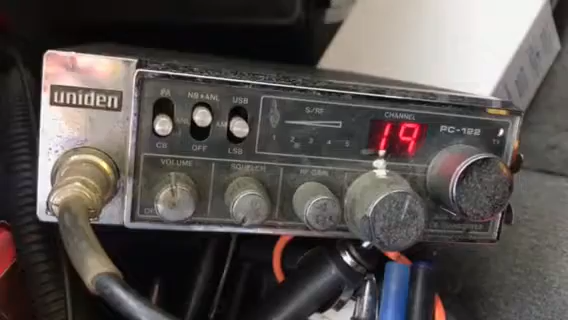 uniden
PA
NB+ANL
USB
CB
OFF
LSB
S/RF
1 2 3 4 5
CHANNEL
19
PC-122
TX
VOLUME
SQUELCH
RF GAIN